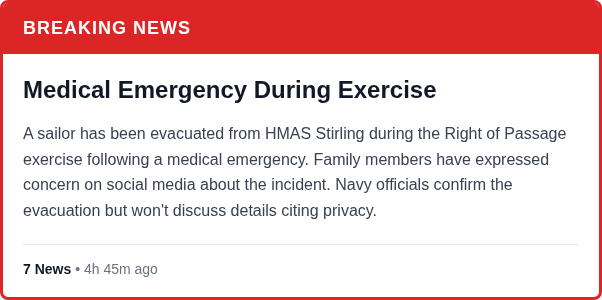 BREAKING NEWS
Medical Emergency During Exercise
A sailor has been evacuated from HMAS Stirling during the Right of Passage
exercise following a medical emergency. Family members have expressed
concern on social media about the incident. Navy officials confirm the
evacuation but won't discuss details citing privacy.
7 News • 4h 45m ago